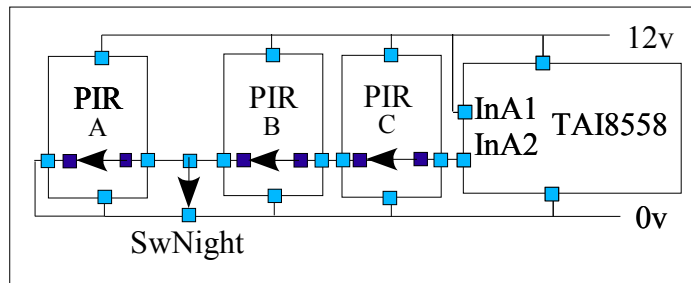 12v
PIR
A
PIR
B
PIR
C
InA1
InA2
TAI8558
0v
SwNight